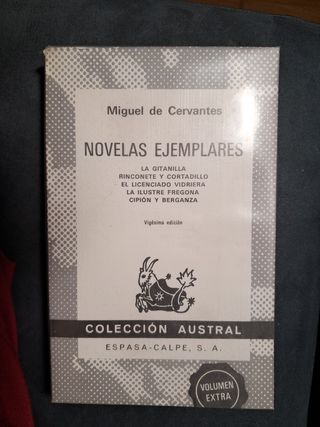 Miguel de Cervantes
NOVELAS EJEMPLARES
LA GITANILLA
RINCONETE Y CORTADILLO
EL LICENCIADO VIDRIERA
LA ILUSTRE FREGONA
CIPIÓN Y BERGANZA
Vigésima edición
COLECCIÓN AUSTRAL
ESPASA-CALPE, S. A.
VOLUMEN
EXTRA